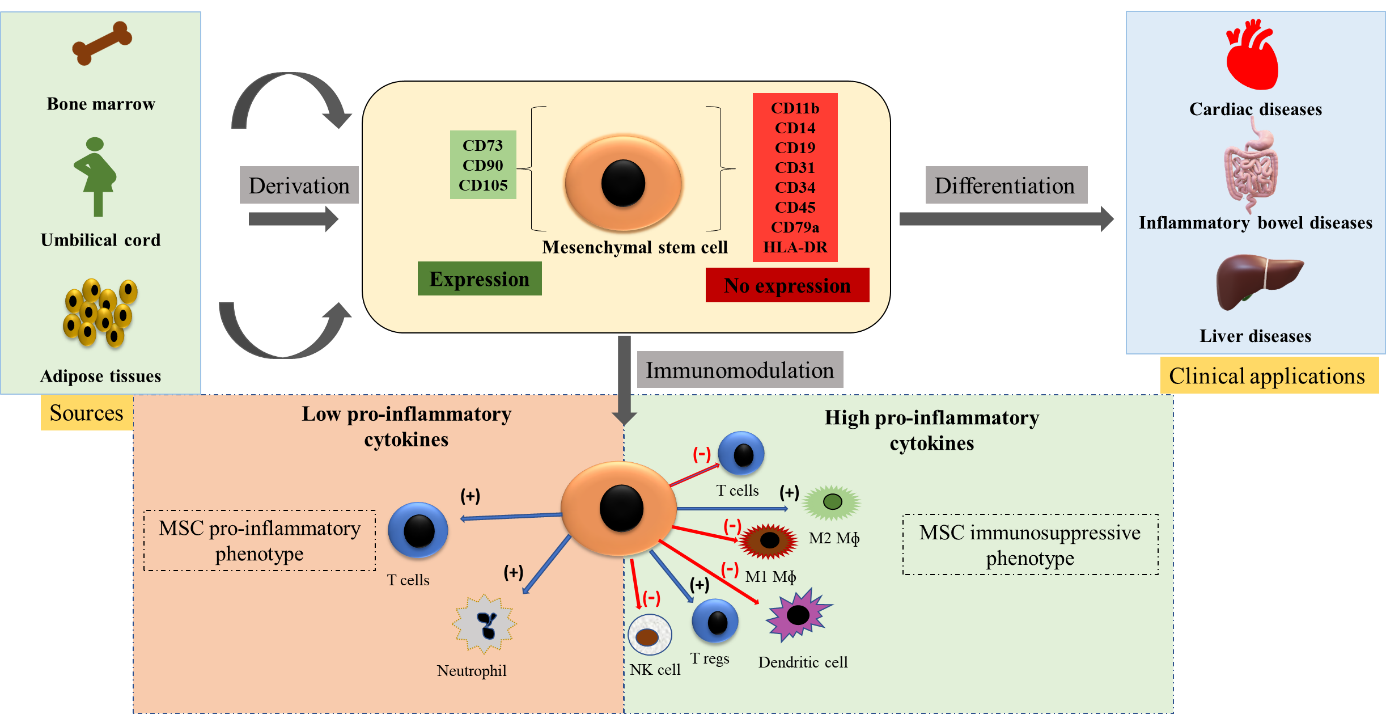 Bone marrow
Umbilical cord
Adipose tissues
Sources
Derivation
CD73
CD90
CD105
Mesenchymal stem cell
Expression
CD11b
CD14
CD19
CD31
CD34
CD45
CD79a
HLA-DR
No expression
Differentiation
Cardiac diseases
Inflammatory bowel diseases
Liver diseases
Clinical applications
Immunomodulation
Low pro-inflammatory
cytokines
MSC pro-inflammatory
phenotype
(+)
T cells
(+)
Neutrophil
High pro-inflammatory
cytokines
(-)
T cells
(+)
M2 Mϕ
(-)
M1 Mϕ
(-)
Dendritic cell
(+)
T regs
(-)
NK cell
MSC immunosuppressive
phenotype